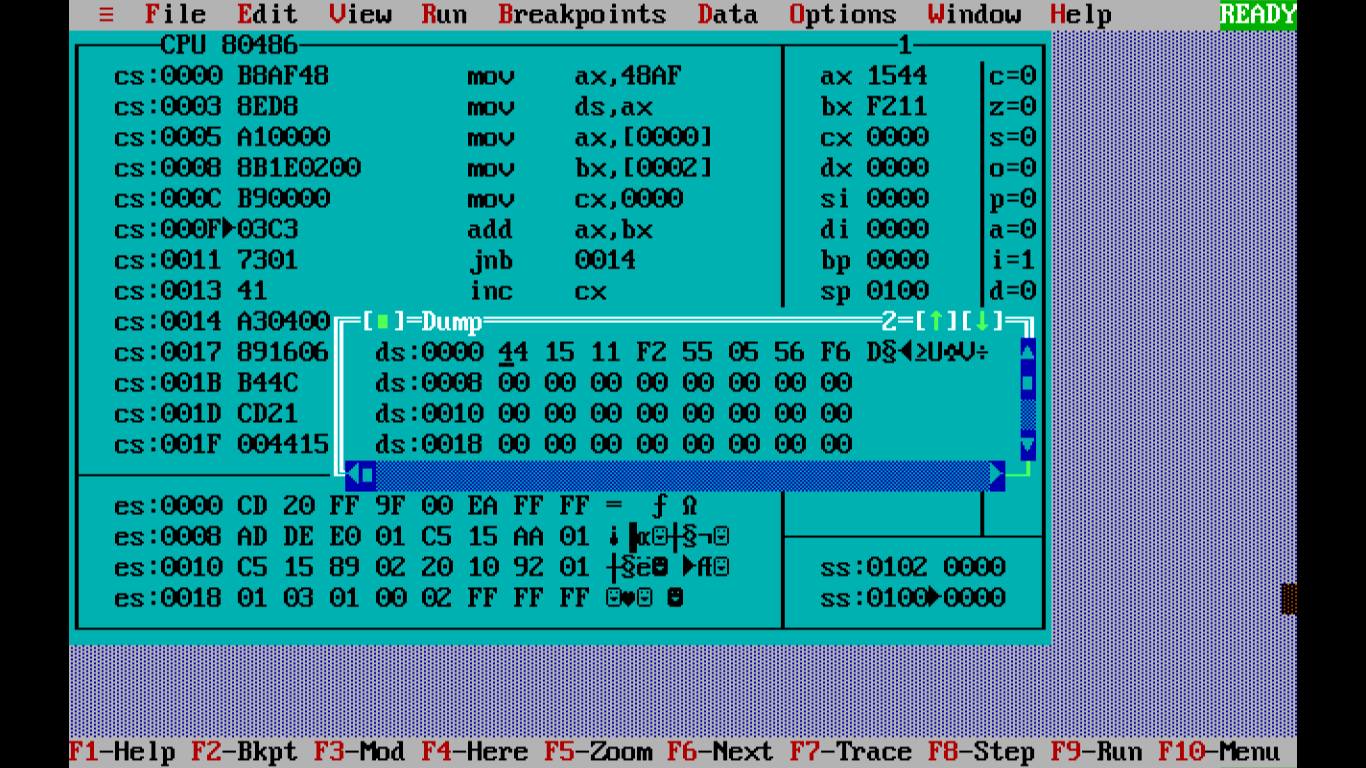 ≡ File Edit View Run Breakpoints Data Options Window Help READY
CPU 80486 1
cs:0000 B8AF48 mov ax,48AF ax 1544 c=0
cs:0003 8ED8 mov ds,ax bx F211 z=0
cs:0005 A10000 mov ax,[0000] cx 0000 s=0
cs:0008 8B1E0200 mov bx,[0002] dx 0000 o=0
cs:000C B90000 mov cx,0000 si 0000 p=0
cs:000F►03C3 add ax,bx di 0000 a=0
cs:0011 7301 jnb 0014 bp 0000 i=1
cs:0013 41 inc cx sp 0100 d=0
cs:0014 A30400 [■]=Dump 2=[↑][↓]
cs:0017 891606 ds:0000 44 15 11 F2 55 05 56 F6 D§◄≥U♣V÷
cs:001B B44C ds:0008 00 00 00 00 00 00 00 00
cs:001D CD21 ds:0010 00 00 00 00 00 00 00 00
cs:001F 004415 ds:0018 00 00 00 00 00 00 00 00
es:0000 CD 20 FF 9F 00 EA FF FF = ƒ Ω
es:0008 AD DE E0 01 C5 15 AA 01 ¡▐α☺┼§¬☺
es:0010 C5 15 89 02 20 10 92 01 ┼§ë☻ ►Æ☺ ss:0102 0000
es:0018 01 03 01 00 02 FF FF FF ☺♥☺ ☻ ss:0100►0000
F1-Help F2-Bkpt F3-Mod F4-Here F5-Zoom F6-Next F7-Trace F8-Step F9-Run F10-Menu